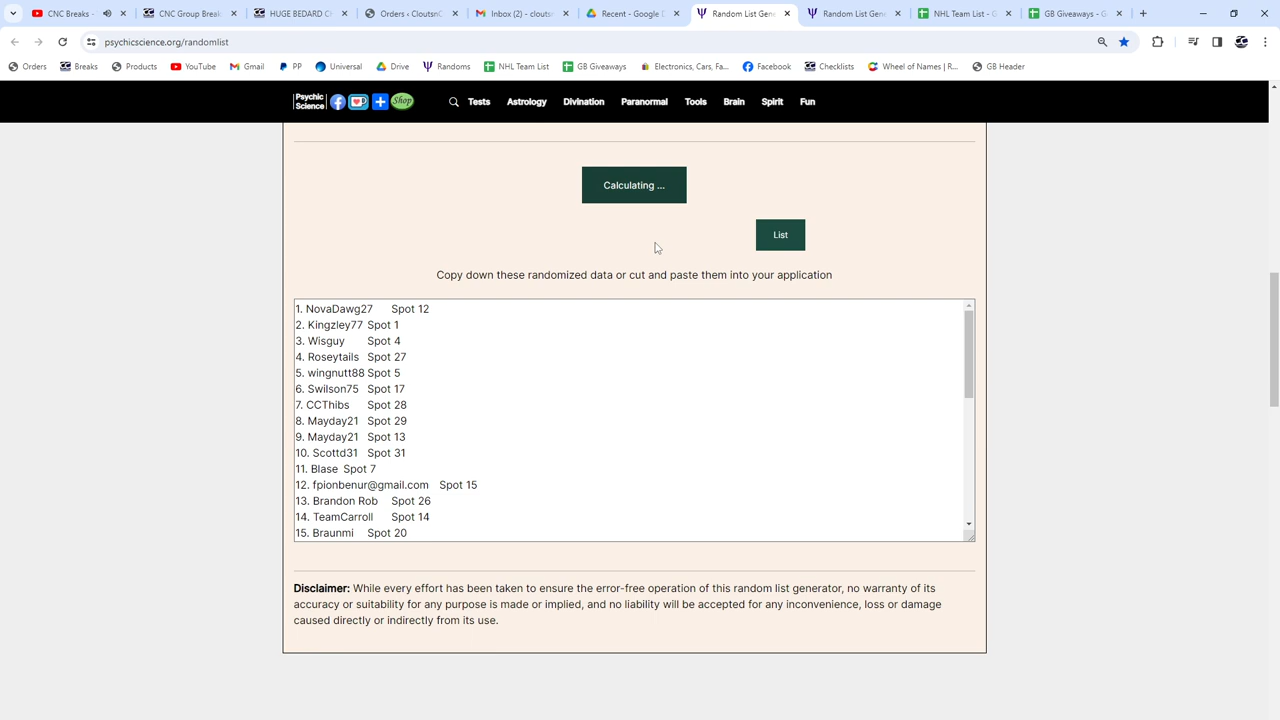 CNC Breaks -
CNC Group Break
HUGE BEDARD CH
Orders ‹ CloutsnC
Inbox (2) - clouts
Recent - Google D
Random List Gene
Random List Gene
NHL Team List - G
GB Giveaways - G
psychicscience.org/randomlist
Orders Breaks Products YouTube Gmail PP Universal Drive Randoms NHL Team List GB Giveaways Electronics, Cars, Fa... Facebook Checklists Wheel of Names | R... GB Header
Psychic
Science
Shop
Tests Astrology Divination Paranormal Tools Brain Spirit Fun
Calculating ...
List
Copy down these randomized data or cut and paste them into your application
1. NovaDawg27 Spot 12
2. Kingzley77 Spot 1
3. Wisguy Spot 4
4. Roseytails Spot 27
5. wingnutt88 Spot 5
6. Swilson75 Spot 17
7. CCThibs Spot 28
8. Mayday21 Spot 29
9. Mayday21 Spot 13
10. Scottd31 Spot 31
11. Blase Spot 7
12. fpionbenur@gmail.com Spot 15
13. Brandon Rob Spot 26
14. TeamCarroll Spot 14
15. Braunmi Spot 20
Disclaimer: While every effort has been taken to ensure the error-free operation of this random list generator, no warranty of its
accuracy or suitability for any purpose is made or implied, and no liability will be accepted for any inconvenience, loss or damage
caused directly or indirectly from its use.